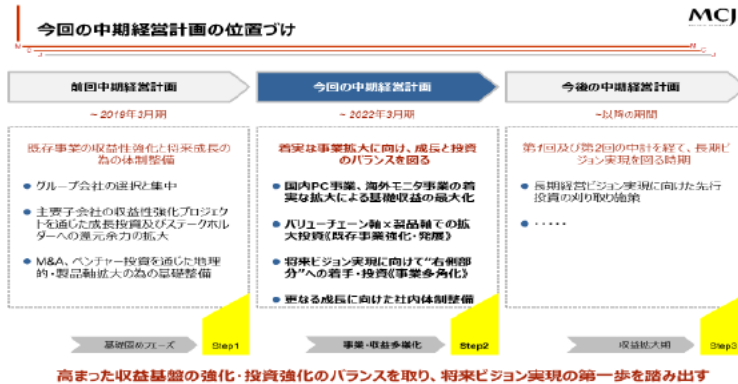 今回の中期経営計画の位置づけ
MCJ
前回中期経営計画
今回の中期経営計画
今後の中期経営計画
~2019年3月期
~2022年3月期
~以降の期間
既存事業の収益性強化と将来成長の
為の体制整備
● グループ会社の選択と集中
● 主要子会社の収益性強化プロジェク
トを通じた成長投資及びステークホル
ダーへの還元余力の拡大
● M&A、ベンチャー投資を通じた地理
的・製品軸拡大の為の基礎整備
着実な事業拡大に向け、成長と投資
のバランスを図る
● 国内PC事業、海外モニタ事業の着
実な拡大による基礎収益の最大化
● バリューチェーン軸×製品軸での拡
大投資《既存事業強化・発展》
● 将来ビジョン実現に向けて“右側部
分”への着手・投資《事業多角化》
● 更なる成長に向けた社内体制整備
第1回及び第2回の中計を経て、長期ビ
ジョン実現を図る時期
● 長期経営ビジョン実現に向けた先行
投資の刈り取り施策
● ・・・・・
基礎固めフェーズ
Step1
事業・収益多様化
Step2
収益拡大期
Step3
高まった収益基盤の強化・投資強化のバランスを取り、将来ビジョン実現の第一歩を踏み出す